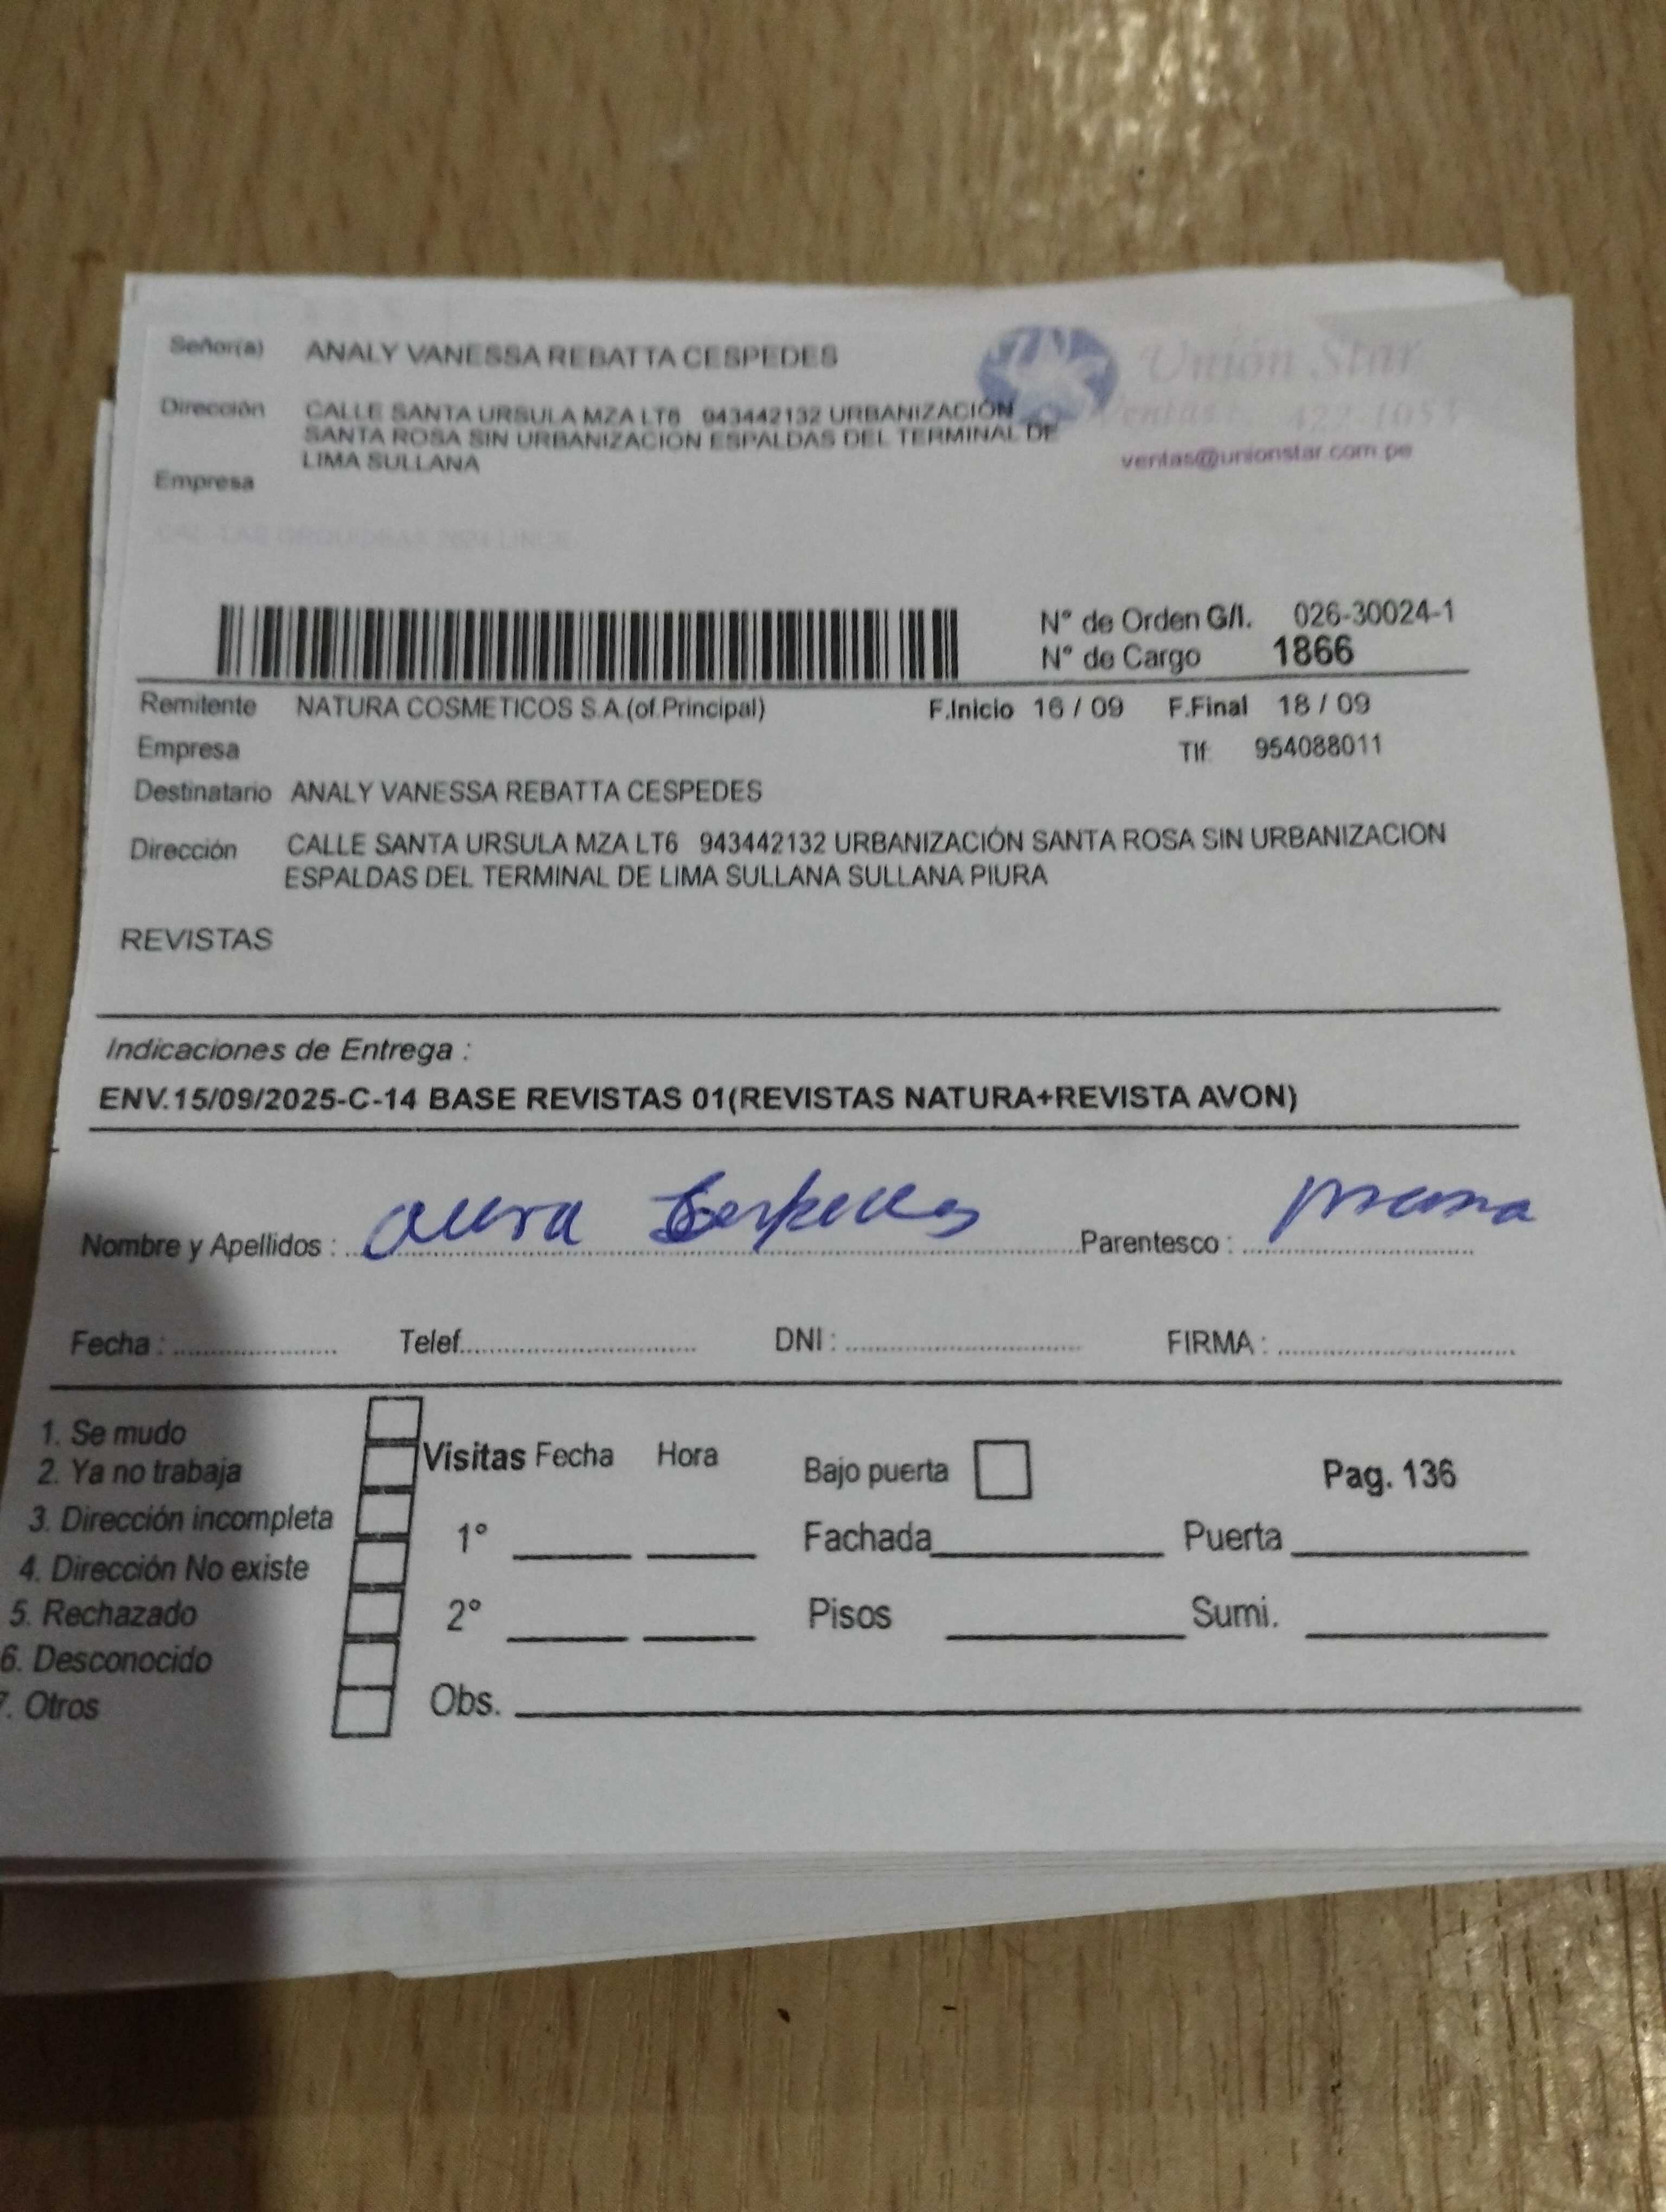 Señor(a) ANALY VANESSA REBATTA CESPEDES
Unión Star
Dirección CALLE SANTA URSULA MZA LT6 943442132 URBANIZACIÓN
SANTA ROSA SIN URBANIZACION ESPALDAS DEL TERMINAL DE
LIMA SULLANA
Ventas: 422-1053
ventas@unionstar.com.pe
Empresa
N° de Orden G/I. 026-30024-1
N° de Cargo 1866
Remitente NATURA COSMETICOS S.A.(of.Principal) F.Inicio 16 / 09 F.Final 18 / 09
Empresa Tlf: 954088011
Destinatario ANALY VANESSA REBATTA CESPEDES
Dirección CALLE SANTA URSULA MZA LT6 943442132 URBANIZACIÓN SANTA ROSA SIN URBANIZACION
ESPALDAS DEL TERMINAL DE LIMA SULLANA SULLANA PIURA
REVISTAS
Indicaciones de Entrega :
ENV.15/09/2025-C-14 BASE REVISTAS 01(REVISTAS NATURA+REVISTA AVON)
Nombre y Apellidos : Parentesco :
Fecha : Telef. DNI : FIRMA :
1. Se mudo
2. Ya no trabaja
3. Dirección incompleta
4. Dirección No existe
5. Rechazado
6. Desconocido
7. Otros
Visitas Fecha Hora Bajo puerta Pag. 136
1° Fachada Puerta
2° Pisos Sumi.
Obs.